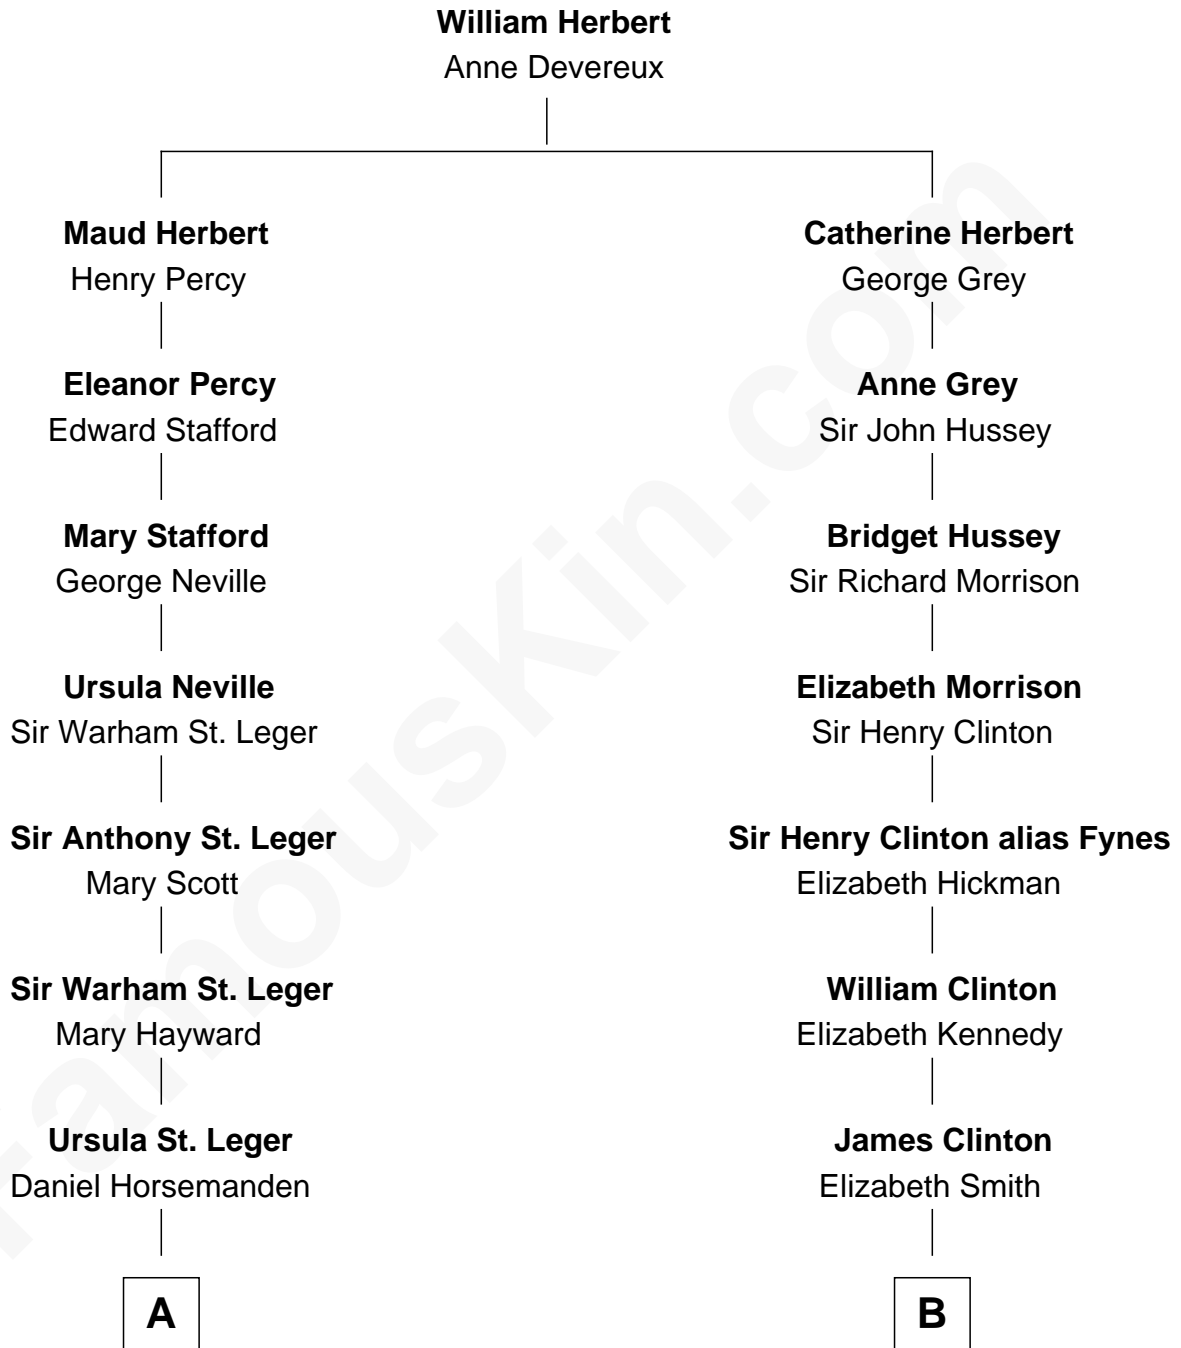 William Herbert
Anne Devereux
Maud Herbert
Henry Percy
Catherine Herbert
George Grey
Eleanor Percy
Edward Stafford
Anne Grey
Sir John Hussey
Mary Stafford
George Neville
Bridget Hussey
Sir Richard Morrison
Ursula Neville
Sir Warham St. Leger
Elizabeth Morrison
Sir Henry Clinton
Sir Anthony St. Leger
Mary Scott
Sir Henry Clinton alias Fynes
Elizabeth Hickman
Sir Warham St. Leger
Mary Hayward
William Clinton
Elizabeth Kennedy
Ursula St. Leger
Daniel Horsemanden
James Clinton
Elizabeth Smith
A
B
FamousKin.com